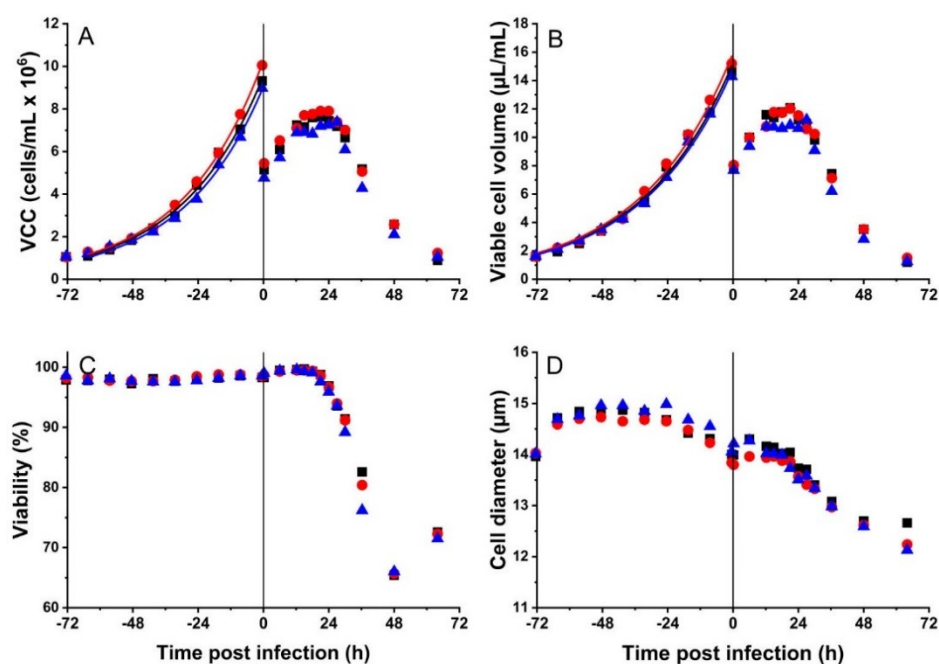 A
VCC (cells/mL x 10⁶)
12
10
8
6
4
2
0
-72 -48 -24 0 24 48 72
B
Viable cell volume (µL/mL)
18
16
14
12
10
8
6
4
2
0
-72 -48 -24 0 24 48 72
C
Viability (%)
100
90
80
70
60
-72 -48 -24 0 24 48 72
Time post infection (h)
D
Cell diameter (µm)
16
15
14
13
12
11
-72 -48 -24 0 24 48 72
Time post infection (h)